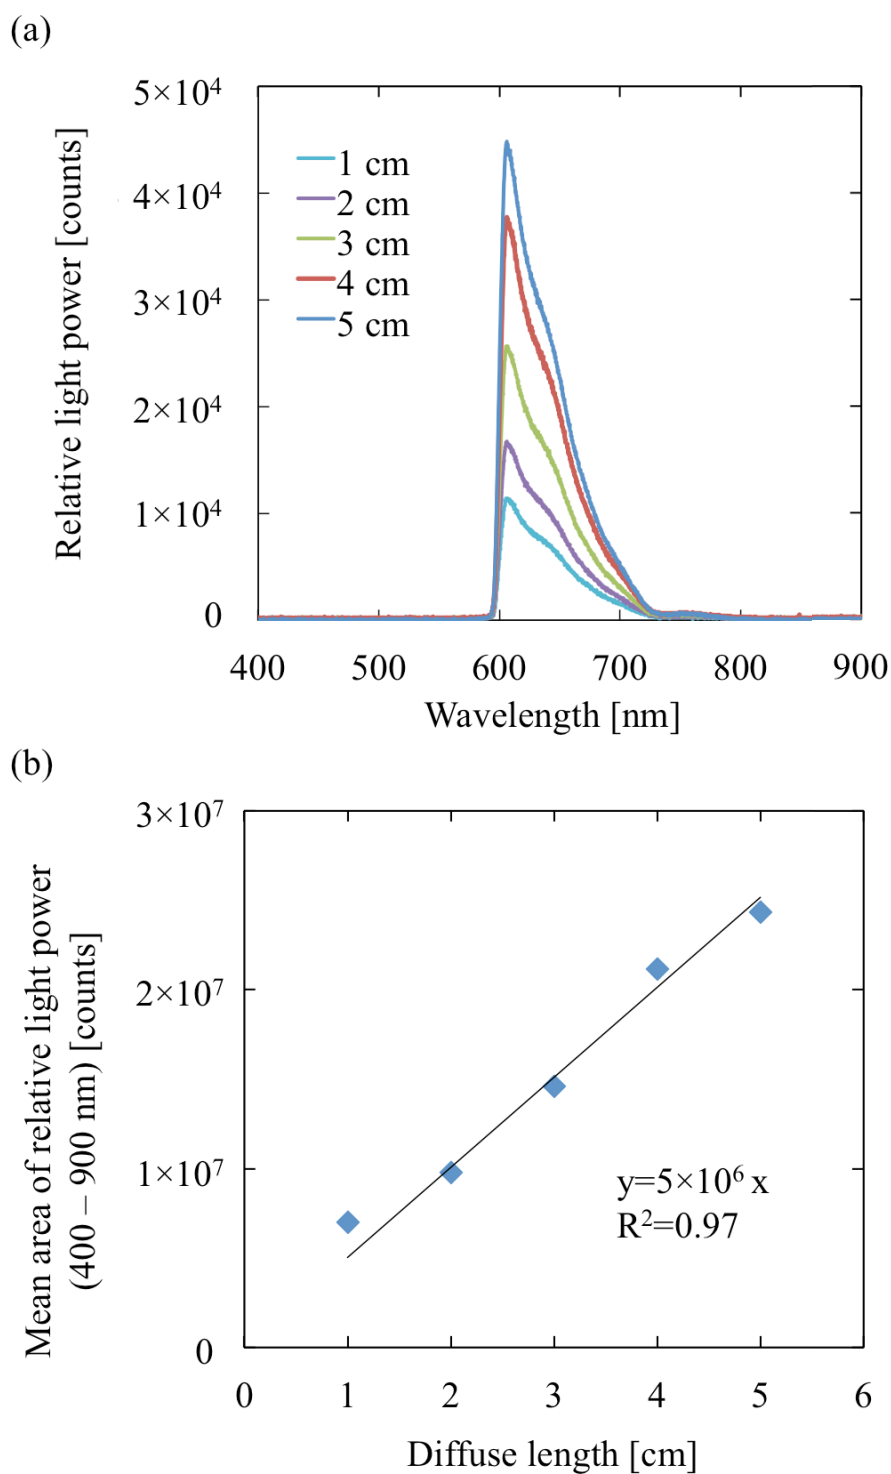 (a)
Relative light power [counts]
5×10⁴
4×10⁴
3×10⁴
2×10⁴
1×10⁴
0
1 cm
2 cm
3 cm
4 cm
5 cm
400 500 600 700 800 900
Wavelength [nm]
(b)
Mean area of relative light power
(400 – 900 nm) [counts]
3×10⁷
2×10⁷
1×10⁷
0
y=5×10⁶ x
R²=0.97
0 1 2 3 4 5 6
Diffuse length [cm]